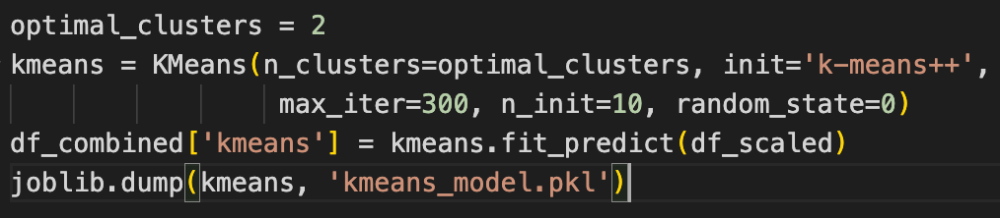 optimal_clusters = 2
kmeans = KMeans(n_clusters=optimal_clusters, init='k-means++',
                max_iter=300, n_init=10, random_state=0)
df_combined['kmeans'] = kmeans.fit_predict(df_scaled)
joblib.dump(kmeans, 'kmeans_model.pkl')